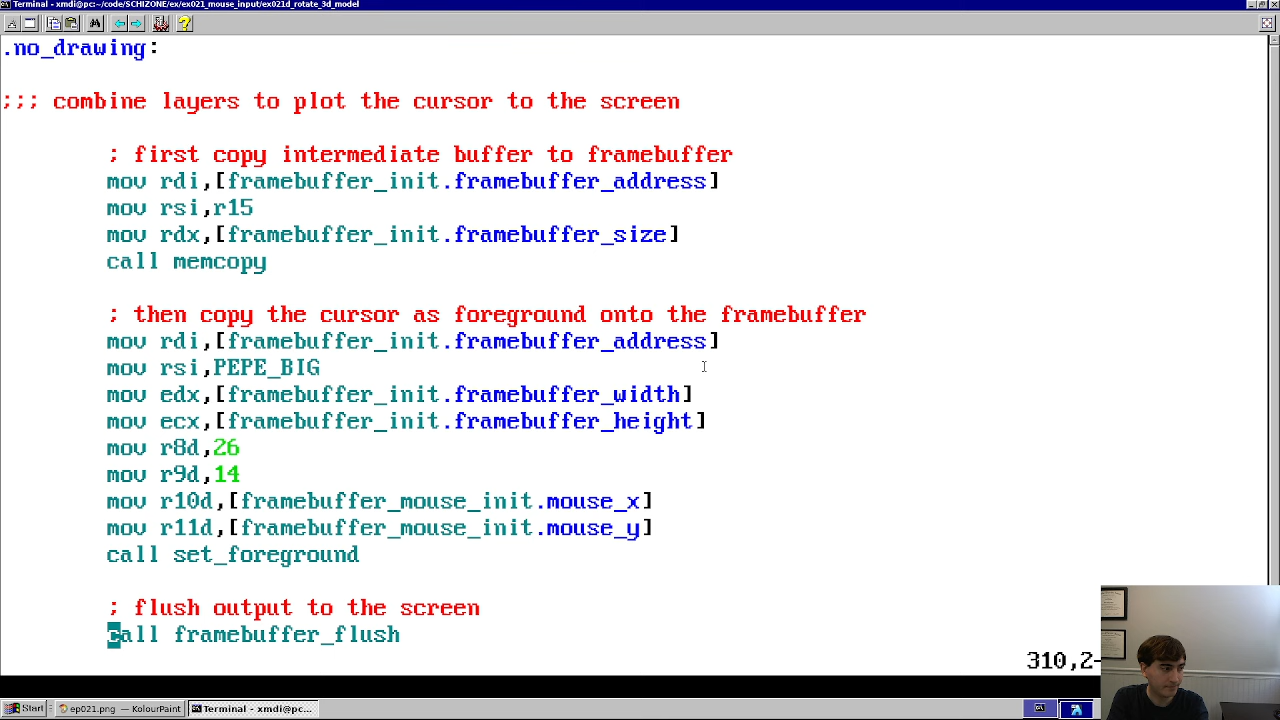 Terminal - xmdi@pc:~/code/SCHIZONE/ex/ex021_mouse_input/ex021d_rotate_3d_model
.no_drawing:
;;; combine layers to plot the cursor to the screen
; first copy intermediate buffer to framebuffer
mov rdi,[framebuffer_init.framebuffer_address]
mov rsi,r15
mov rdx,[framebuffer_init.framebuffer_size]
call memcopy
; then copy the cursor as foreground onto the framebuffer
mov rdi,[framebuffer_init.framebuffer_address]
mov rsi,PEPE_BIG
mov edx,[framebuffer_init.framebuffer_width]
mov ecx,[framebuffer_init.framebuffer_height]
mov r8d,26
mov r9d,14
mov r10d,[framebuffer_mouse_init.mouse_x]
mov r11d,[framebuffer_mouse_init.mouse_y]
call set_foreground
; flush output to the screen
call framebuffer_flush
310,2-
Start ep021.png — KolourPaint Terminal - xmdi@pc...